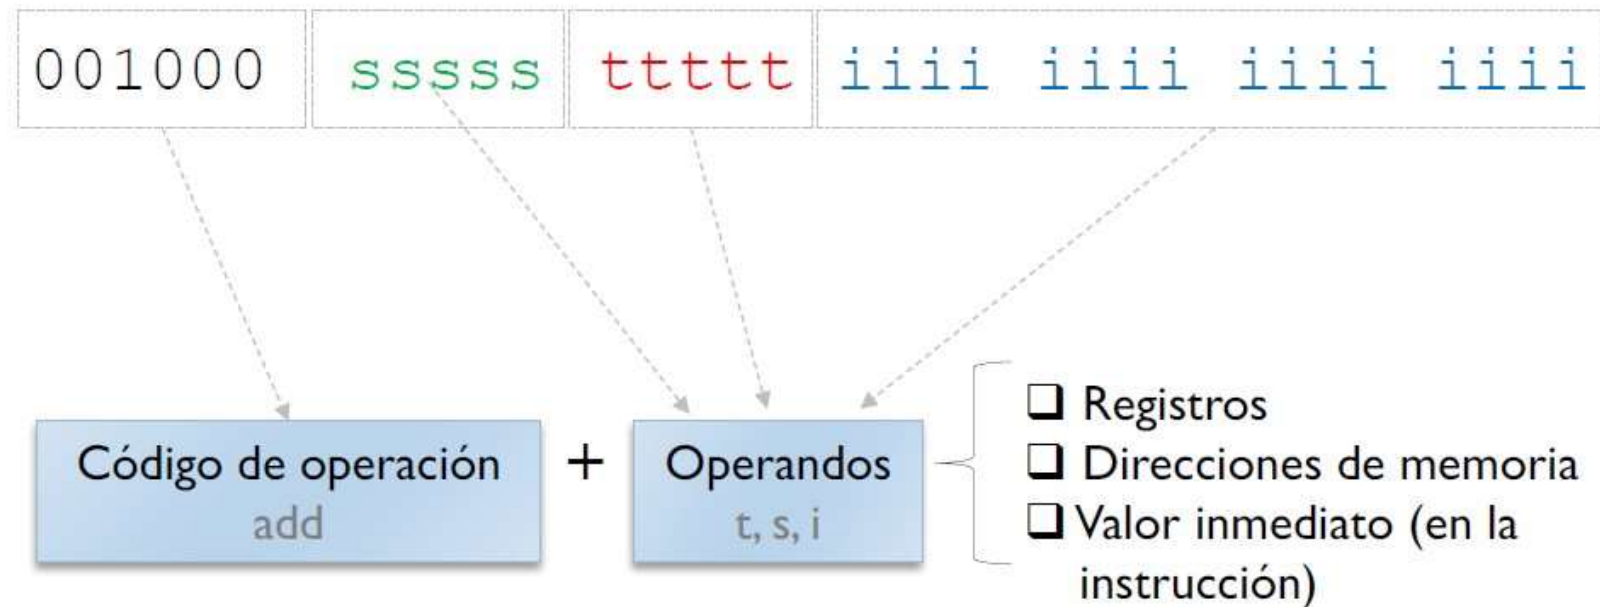 001000 sssss ttttt iiii iiii iiii iiii
Código de operación + Operandos
add t, s, i
❑ Registros
❑ Direcciones de memoria
❑ Valor inmediato (en la
instrucción)